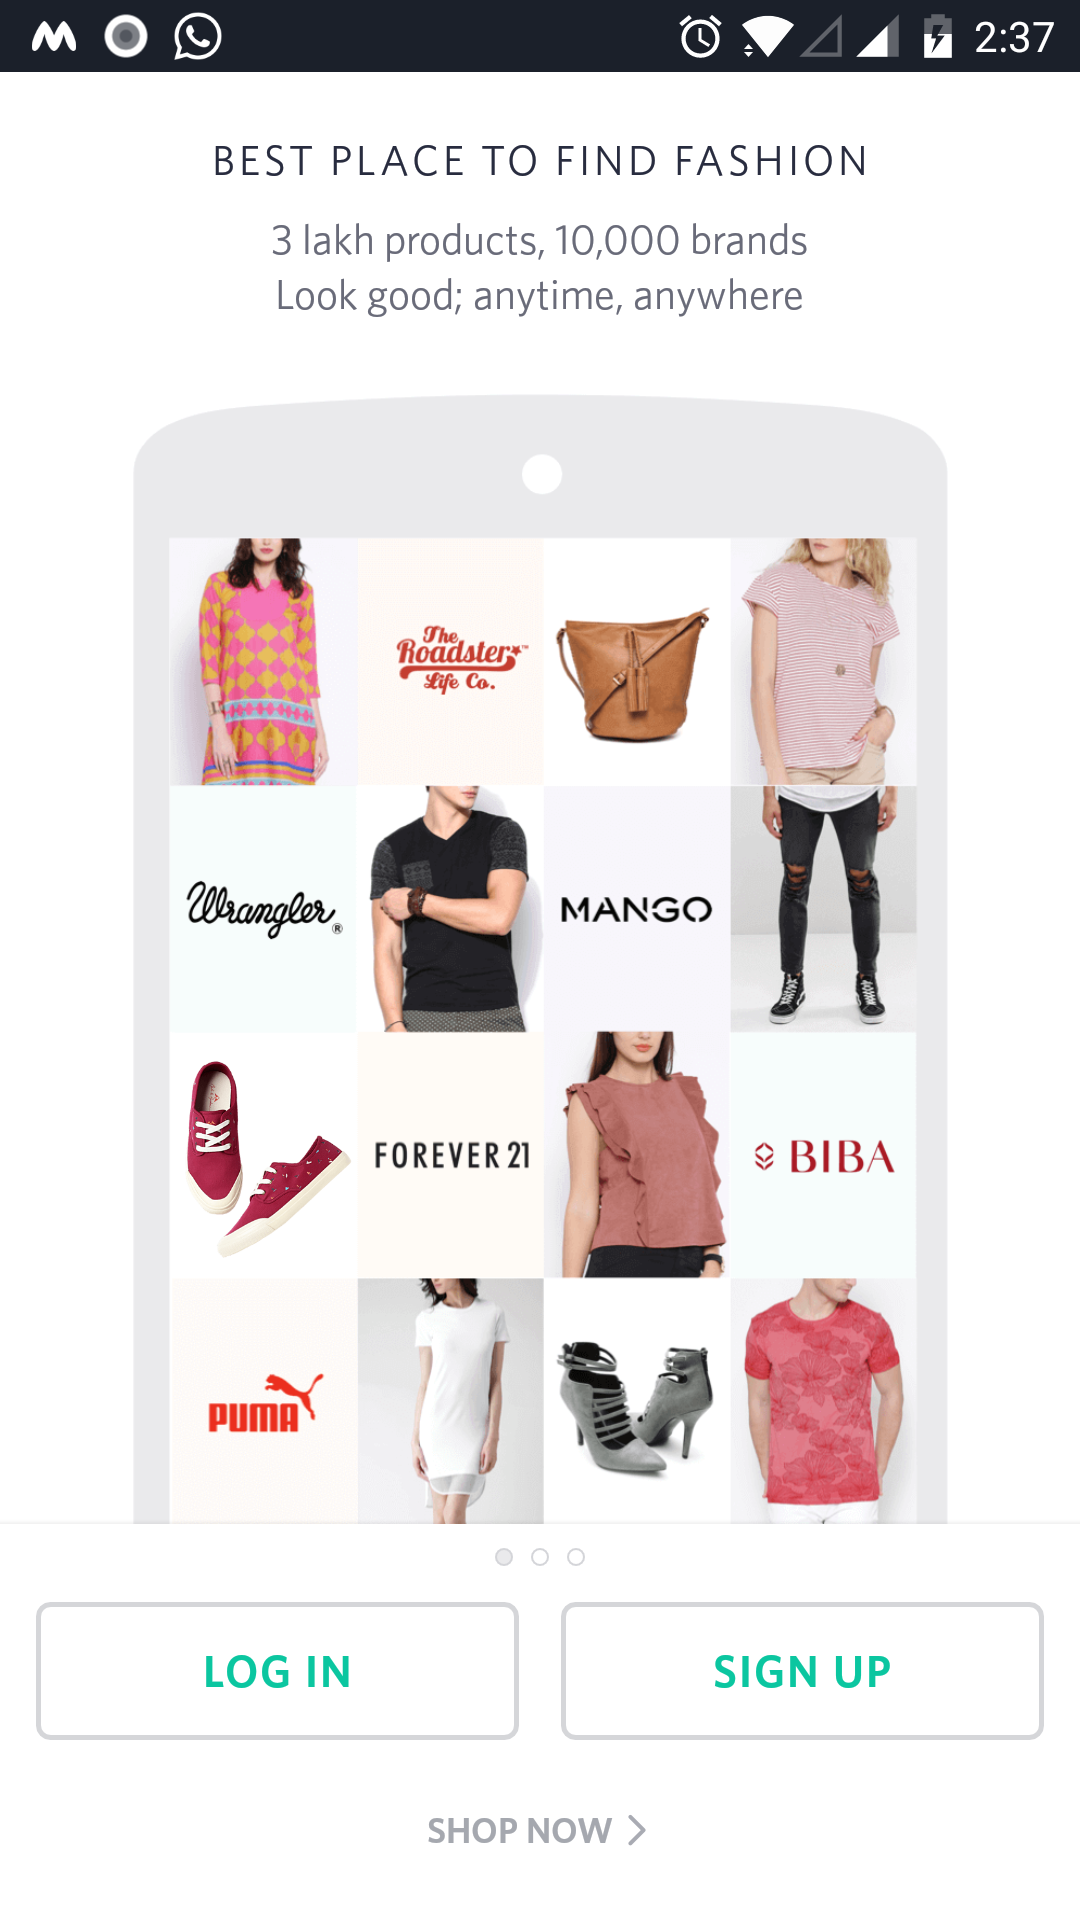 2:37
BEST PLACE TO FIND FASHION
3 lakh products, 10,000 brands
Look good; anytime, anywhere
The
Roadster™
Life Co.
Wrangler®
MANGO
FOREVER 21
BIBA
PUMA
LOG IN
SIGN UP
SHOP NOW